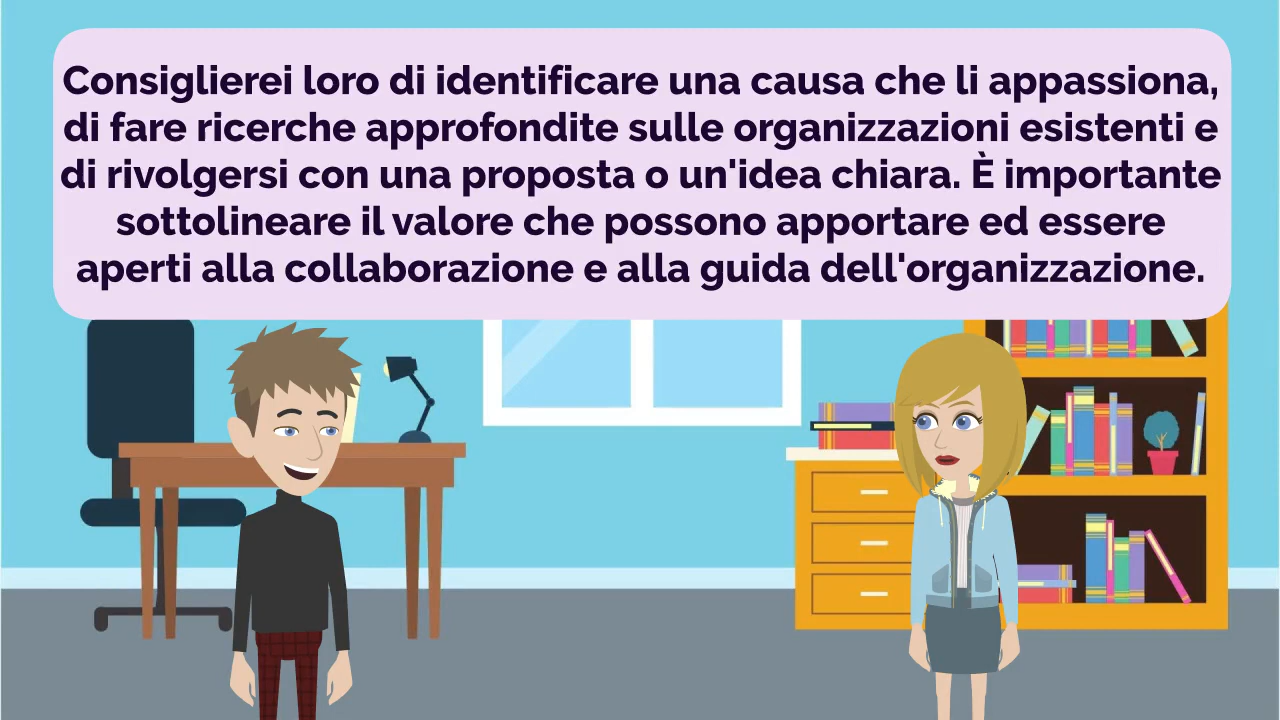 Consiglierei loro di identificare una causa che li appassiona,
di fare ricerche approfondite sulle organizzazioni esistenti e
di rivolgersi con una proposta o un'idea chiara. È importante
sottolineare il valore che possono apportare ed essere
aperti alla collaborazione e alla guida dell'organizzazione.